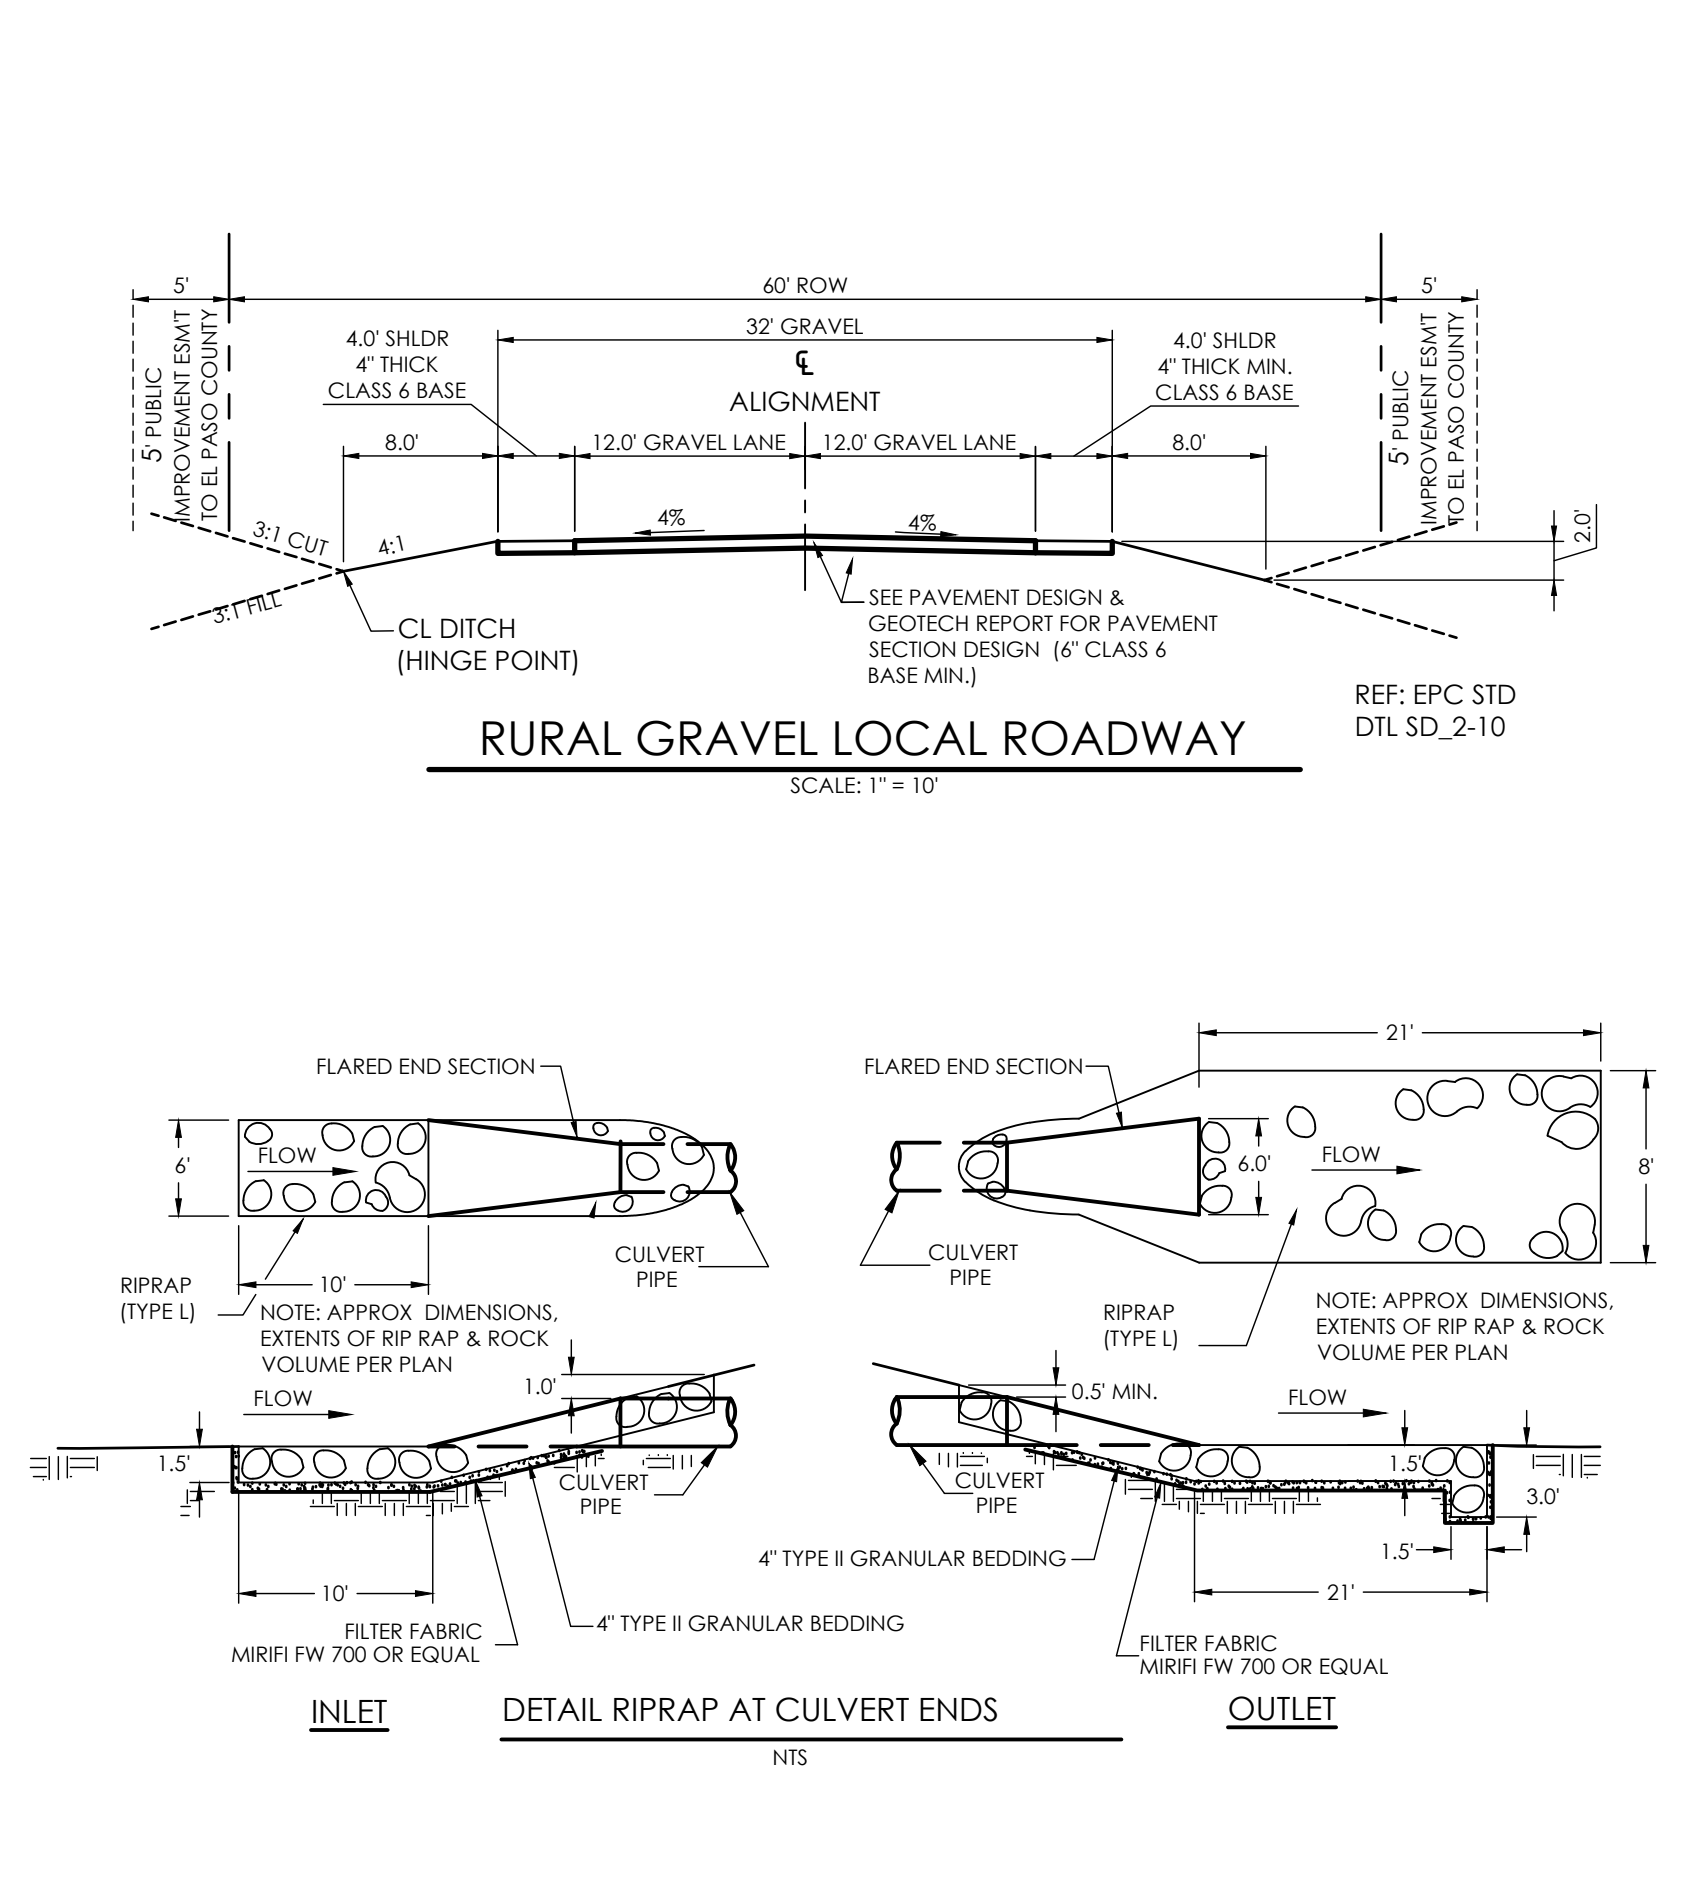 5'
60' ROW
5'
32' GRAVEL
4.0' SHLDR
4" THICK
CLASS 6 BASE
4.0' SHLDR
4" THICK MIN.
CLASS 6 BASE
℄
ALIGNMENT
5' PUBLIC
IMPROVEMENT ESM'T
TO EL PASO COUNTY
5' PUBLIC
IMPROVEMENT ESM'T
TO EL PASO COUNTY
8.0'
12.0' GRAVEL LANE
12.0' GRAVEL LANE
8.0'
3:1 CUT
4:1
4%
4%
2.0'
3:1 FILL
CL DITCH
(HINGE POINT)
SEE PAVEMENT DESIGN &
GEOTECH REPORT FOR PAVEMENT
SECTION DESIGN (6" CLASS 6
BASE MIN.)
REF: EPC STD
DTL SD_2-10
RURAL GRAVEL LOCAL ROADWAY
SCALE: 1" = 10'
FLARED END SECTION
6'
FLOW
CULVERT
PIPE
10'
RIPRAP
(TYPE L)
NOTE: APPROX DIMENSIONS,
EXTENTS OF RIP RAP & ROCK
VOLUME PER PLAN
FLARED END SECTION
21'
6.0'
FLOW
8'
CULVERT
PIPE
RIPRAP
(TYPE L)
NOTE: APPROX DIMENSIONS,
EXTENTS OF RIP RAP & ROCK
VOLUME PER PLAN
FLOW
1.0'
1.5'
CULVERT
PIPE
10'
4" TYPE II GRANULAR BEDDING
FILTER FABRIC
MIRIFI FW 700 OR EQUAL
0.5' MIN.
FLOW
1.5'
3.0'
CULVERT
PIPE
4" TYPE II GRANULAR BEDDING
1.5'
21'
FILTER FABRIC
MIRIFI FW 700 OR EQUAL
INLET
DETAIL RIPRAP AT CULVERT ENDS
OUTLET
NTS